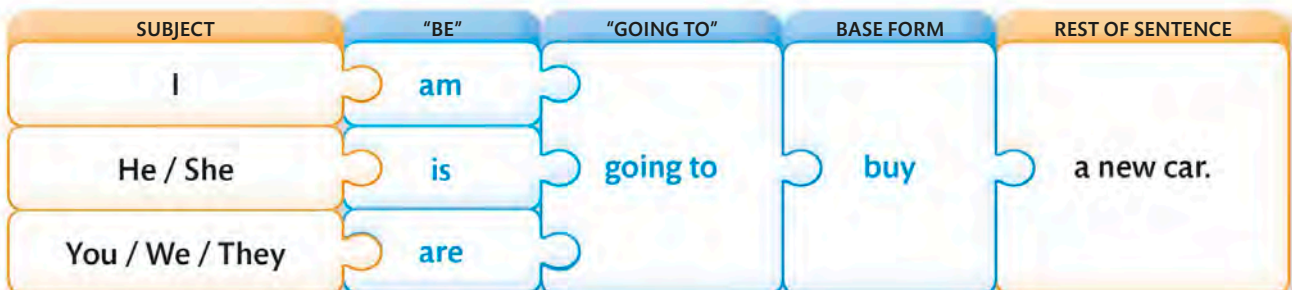 SUBJECT “BE” “GOING TO” BASE FORM REST OF SENTENCE
I am
He / She is going to buy a new car.
You / We / They are